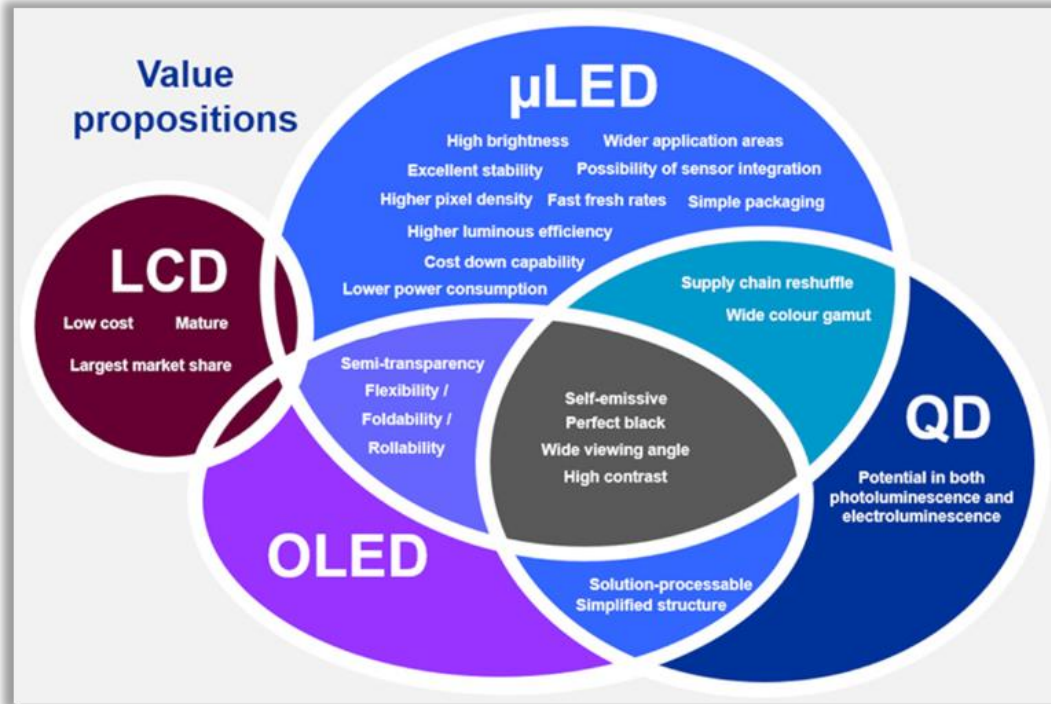 Value
propositions
µLED
High brightness Wider application areas
Excellent stability Possibility of sensor integration
Higher pixel density Fast fresh rates Simple packaging
Higher luminous efficiency
Cost down capability
Lower power consumption
LCD
Low cost Mature
Largest market share
Supply chain reshuffle
Wide colour gamut
Semi-transparency
Flexibility /
Foldability /
Rollability
Self-emissive
Perfect black
Wide viewing angle
High contrast
QD
Potential in both
photoluminescence and
electroluminescence
OLED
Solution-processable
Simplified structure